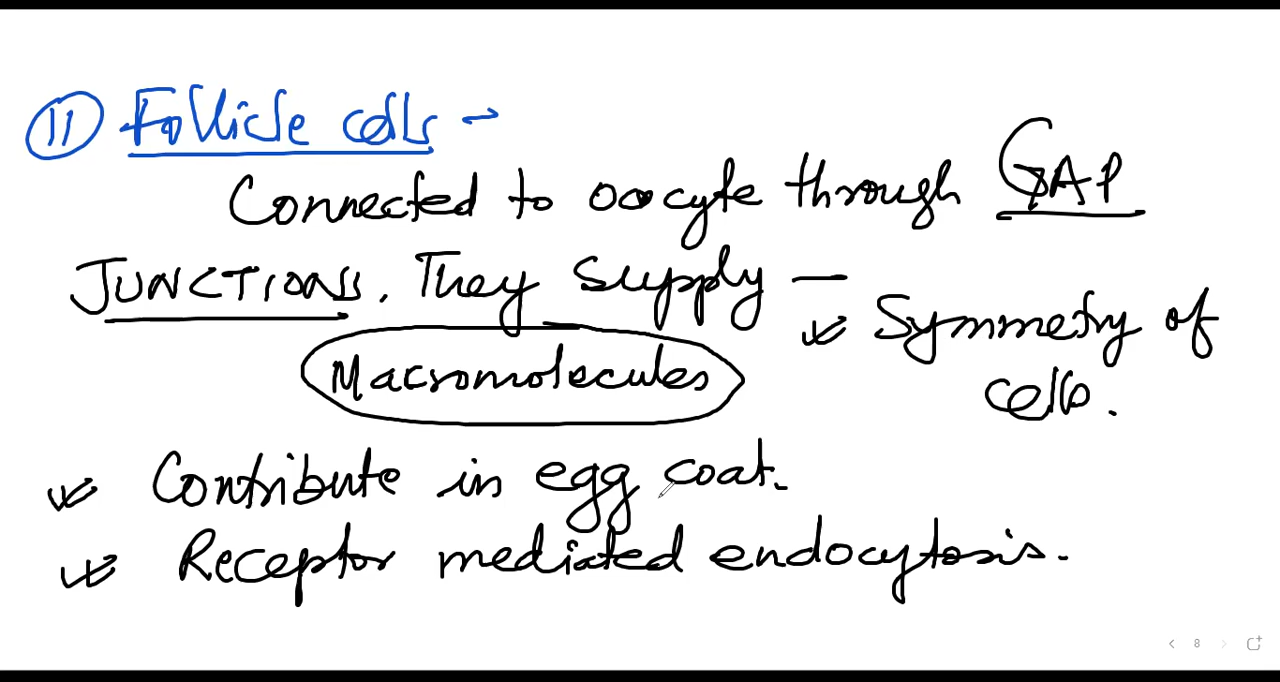 11 Follicle cells →
Connected to oocyte through GAP
JUNCTIONS. They supply —
Macromolecules
✓ Symmetry of
cells.
✓ Contribute in egg coat.
✓ Receptor mediated endocytosis.
< 8 >